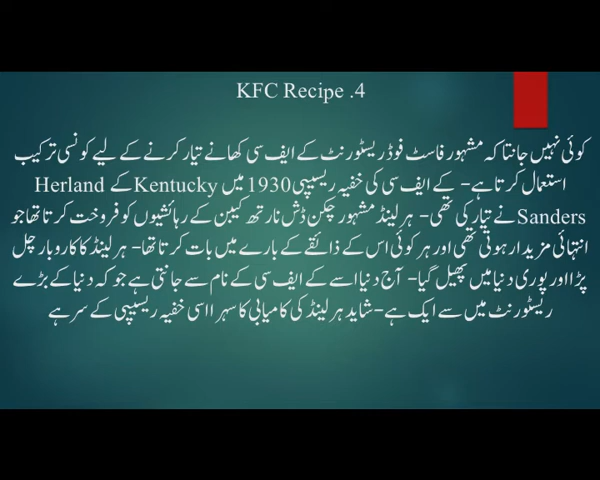 4. KFC Recipe
کوئی نہیں جانتا کہ مشہور فاسٹ فوڈ ریسٹورنٹ کے ایف سی کھانے تیار کرنے کے لیے کونسی ترکیب
استعمال کرتا ہے- کے ایف سی کی خفیہ ریسیپی 1930 میں Kentucky کے Herland
Sanders نے تیار کی تھی- ہرلینڈ مشہور چکن ڈش نارتھ کیبن کے رہائشیوں کو فروخت کرتا تھا جو
انتہائی مزیدار ہوتی تھی اور ہر کوئی اس کے ذائقے کے بارے میں بات کرتا تھا- ہرلینڈ کا کاروبار چل
پڑا اور پوری دنیا میں پھیل گیا- آج دنیا اسے کے ایف سی کے نام سے جانتی ہے جو کہ دنیا کے بڑے
ریسٹورنٹ میں سے ایک ہے- شاید ہرلینڈ کی کامیابی کا سہرا اسی خفیہ ریسیپی کے سر ہے